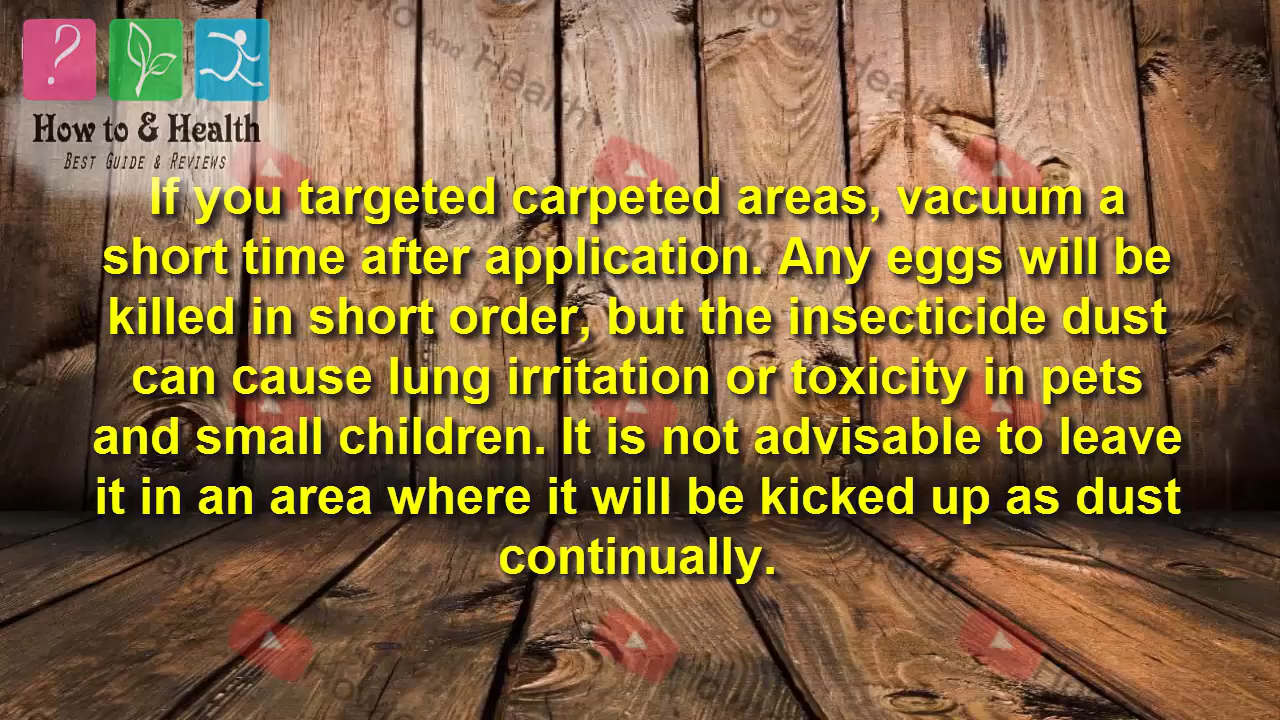 ?
How to & Health
BEST GUIDE & REVIEWS
If you targeted carpeted areas, vacuum a
short time after application. Any eggs will be
killed in short order, but the insecticide dust
can cause lung irritation or toxicity in pets
and small children. It is not advisable to leave
it in an area where it will be kicked up as dust
continually.